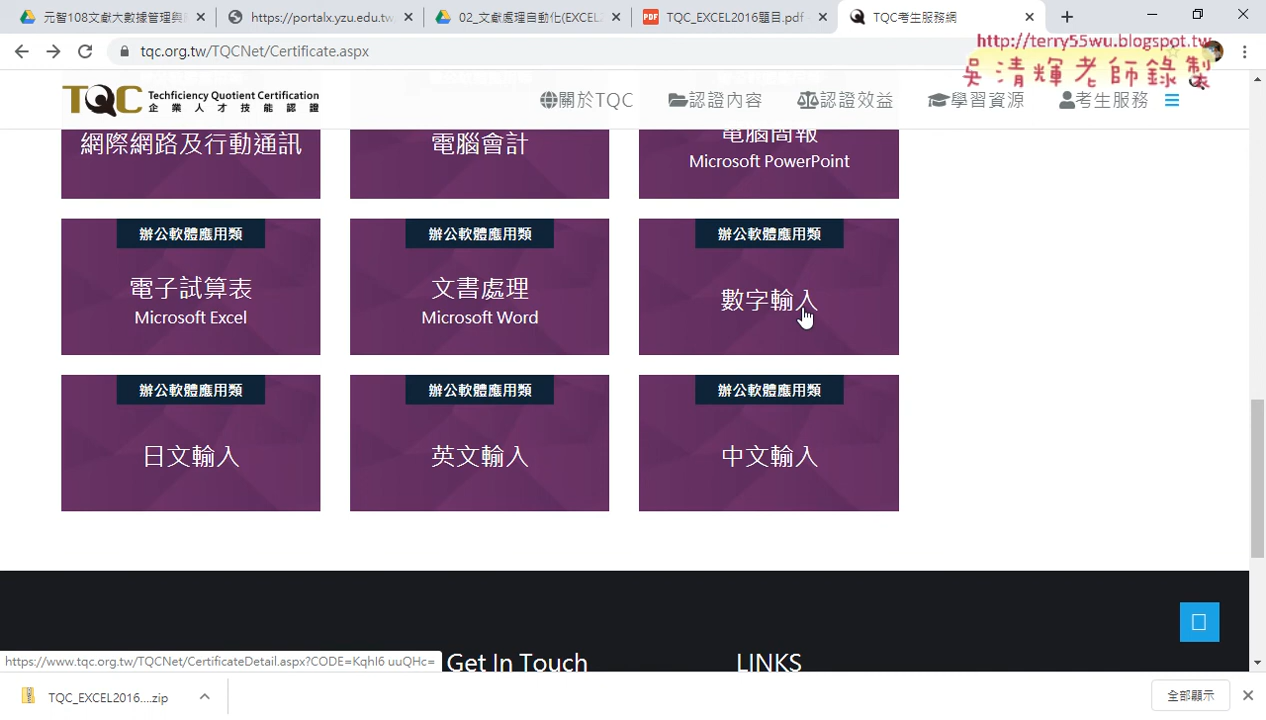 元智108文獻大數據管理與
https://portalx.yzu.edu.tw
02_文獻處理自動化(EXCEL2
TQC_EXCEL2016題目.pdf
TQC考生服務網
tqc.org.tw/TQCNet/Certificate.aspx
http://terry55wu.blogspot.tw
吳清輝老師錄製
TQC Techficiency Quotient Certification
企業人才技能認證
關於TQC
認證內容
認證效益
學習資源
考生服務
網際網路及行動通訊
電腦會計
電腦簡報
Microsoft PowerPoint
辦公軟體應用類
電子試算表
Microsoft Excel
辦公軟體應用類
文書處理
Microsoft Word
辦公軟體應用類
數字輸入
辦公軟體應用類
日文輸入
辦公軟體應用類
英文輸入
辦公軟體應用類
中文輸入
Get In Touch
LINKS
https://www.tqc.org.tw/TQCNet/CertificateDetail.aspx?CODE=KqhI6 uuQHc=
TQC_EXCEL2016....zip
全部顯示